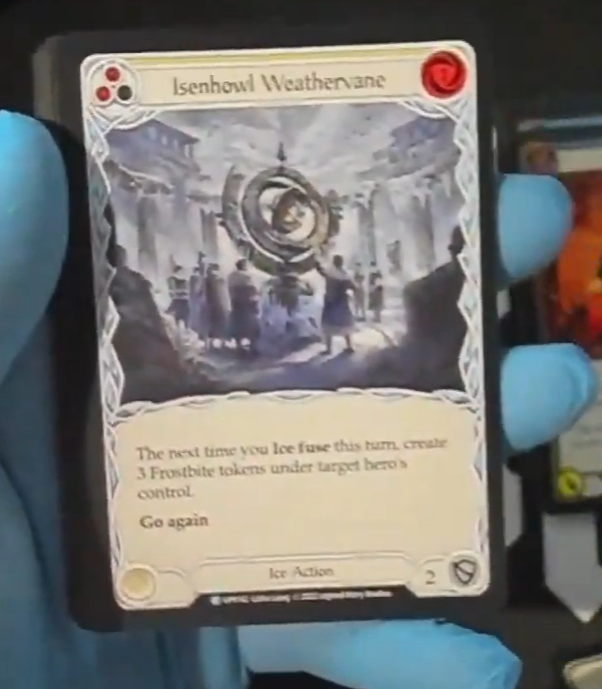 Isenhowl Weathervane
The next time you Ice fuse this turn, create
3 Frostbite tokens under target hero's
control.
Go again
Ice Action
2